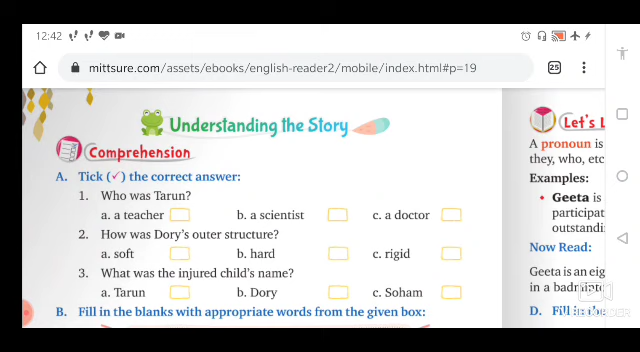 12:42
mittsure.com/assets/ebooks/english-reader2/mobile/index.html#p=19
25
Understanding the Story
Comprehension
A. Tick (✓) the correct answer:
1. Who was Tarun?
a. a teacher b. a scientist c. a doctor
2. How was Dory's outer structure?
a. soft b. hard c. rigid
3. What was the injured child's name?
a. Tarun b. Dory c. Soham
B. Fill in the blanks with appropriate words from the given box:
Let's L
A pronoun is
they, who, etc
Examples:
Geeta is
participat
outstandi
Now Read:
Geeta is an eig
in a badminto
D. Fill in the